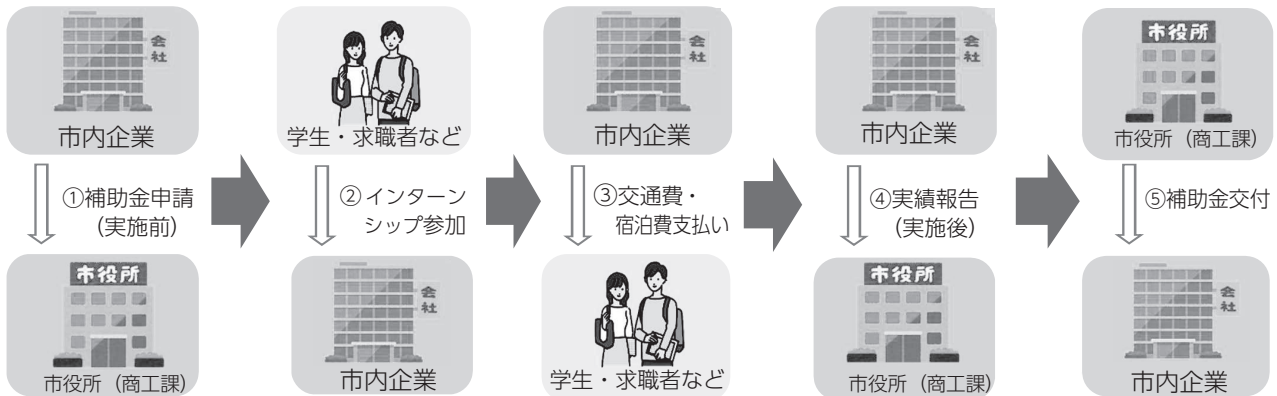 会社
市内企業
①補助金申請
(実施前)
市役所
市役所（商工課）
学生・求職者など
②インターン
シップ参加
会社
市内企業
会社
市内企業
③交通費・
宿泊費支払い
学生・求職者など
会社
市内企業
④実績報告
(実施後)
市役所
市役所（商工課）
市役所
市役所（商工課）
⑤補助金交付
会社
市内企業